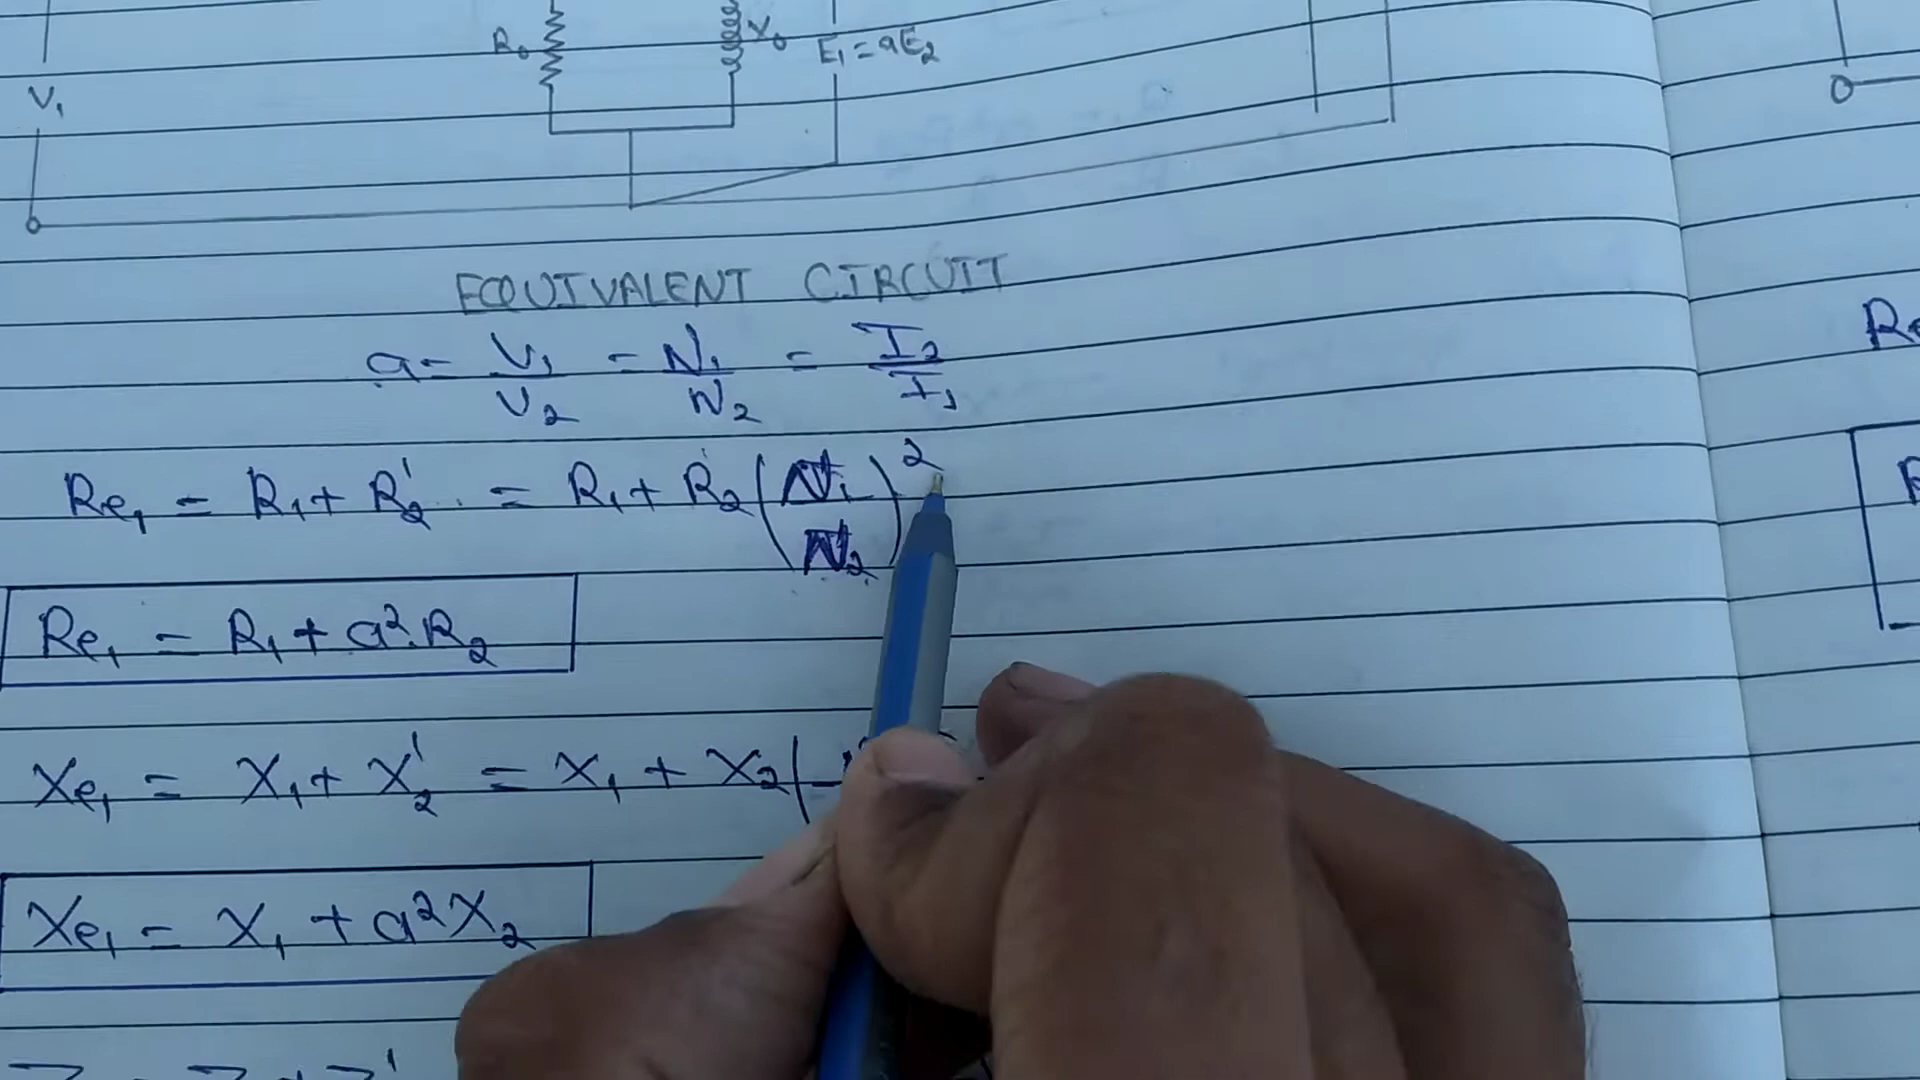 R₀ X₀ E₁ = aE₂
V₁
EQUIVALENT CIRCUIT
a = V₁/V₂ = N₁/N₂ = I₂/I₁
Re₁ = R₁ + R₂' = R₁ + R₂ (N₁/N₂)²
Re₁ = R₁ + a².R₂
Xe₁ = X₁ + X₂' = X₁ + X₂ (
Xe₁ = X₁ + a²X₂